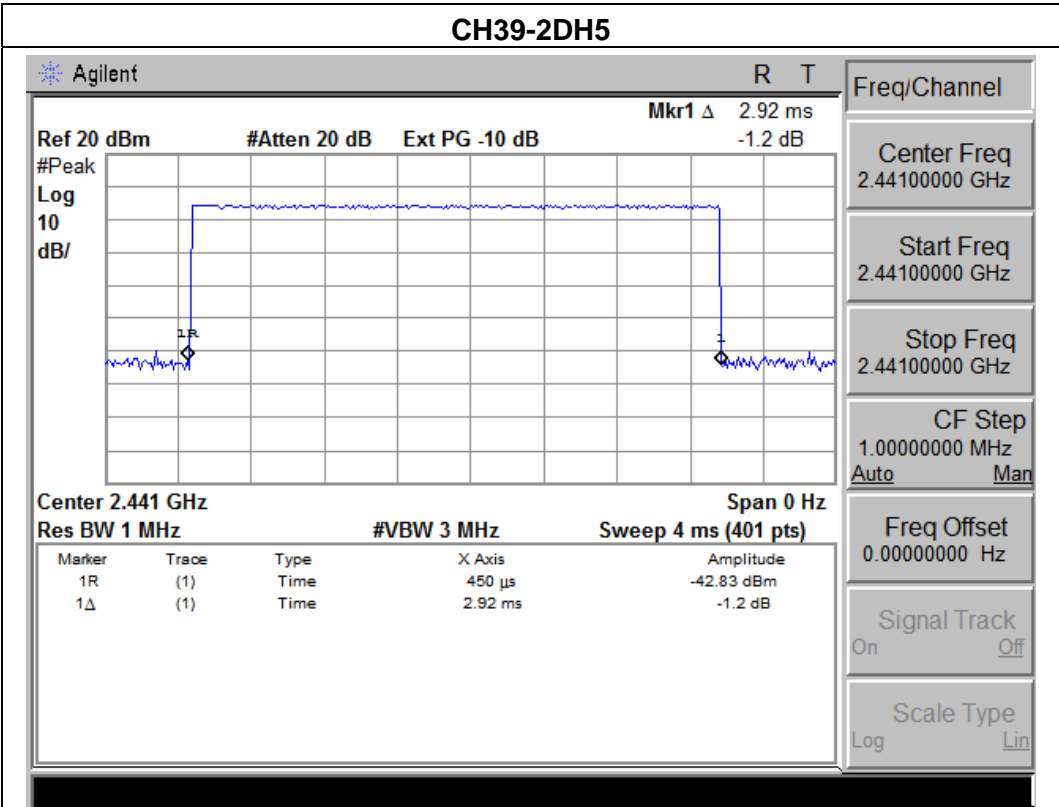 CH39-2DH5
Agilent R T
Mkr1 Δ 2.92 ms
Ref 20 dBm #Atten 20 dB Ext PG -10 dB -1.2 dB
#Peak
Log
10
dB/
1R
1
Center 2.441 GHz Span 0 Hz
Res BW 1 MHz #VBW 3 MHz Sweep 4 ms (401 pts)
Marker Trace Type X Axis Amplitude
1R (1) Time 450 µs -42.83 dBm
1Δ (1) Time 2.92 ms -1.2 dB
Freq/Channel
Center Freq
2.44100000 GHz
Start Freq
2.44100000 GHz
Stop Freq
2.44100000 GHz
CF Step
1.00000000 MHz
Auto Man
Freq Offset
0.00000000 Hz
Signal Track
On Off
Scale Type
Log Lin